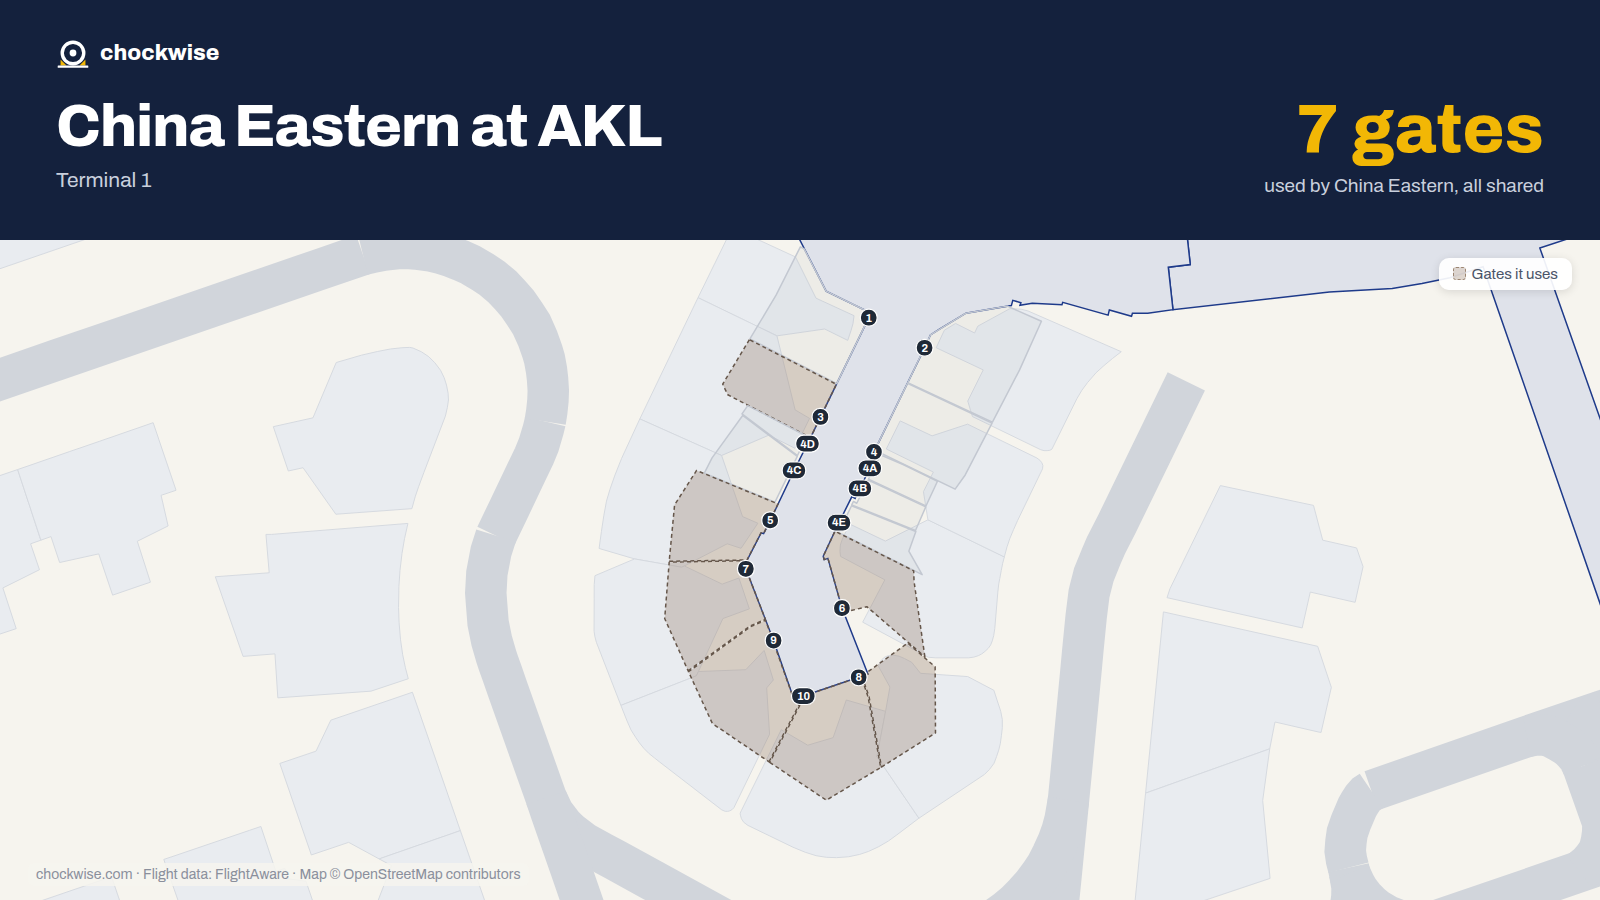 chockwise
China Eastern at AKL
Terminal 1
7 gates
used by China Eastern, all shared
Gates it uses
1
2
3
4D
4
4C
4A
4B
5
4E
7
6
9
8
10
chockwise.com · Flight data: FlightAware · Map © OpenStreetMap contributors